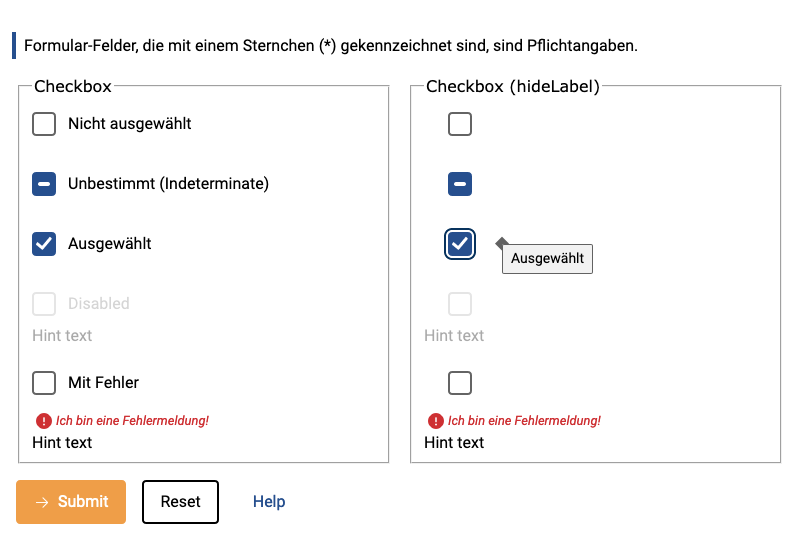 Formular-Felder, die mit einem Sternchen (*) gekennzeichnet sind, sind Pflichtangaben.
Checkbox
Nicht ausgewählt
Unbestimmt (Indeterminate)
Ausgewählt
Disabled
Hint text
Mit Fehler
Ich bin eine Fehlermeldung!
Hint text
Checkbox (hideLabel)
Ausgewählt
Hint text
Ich bin eine Fehlermeldung!
Hint text
→ Submit
Reset
Help